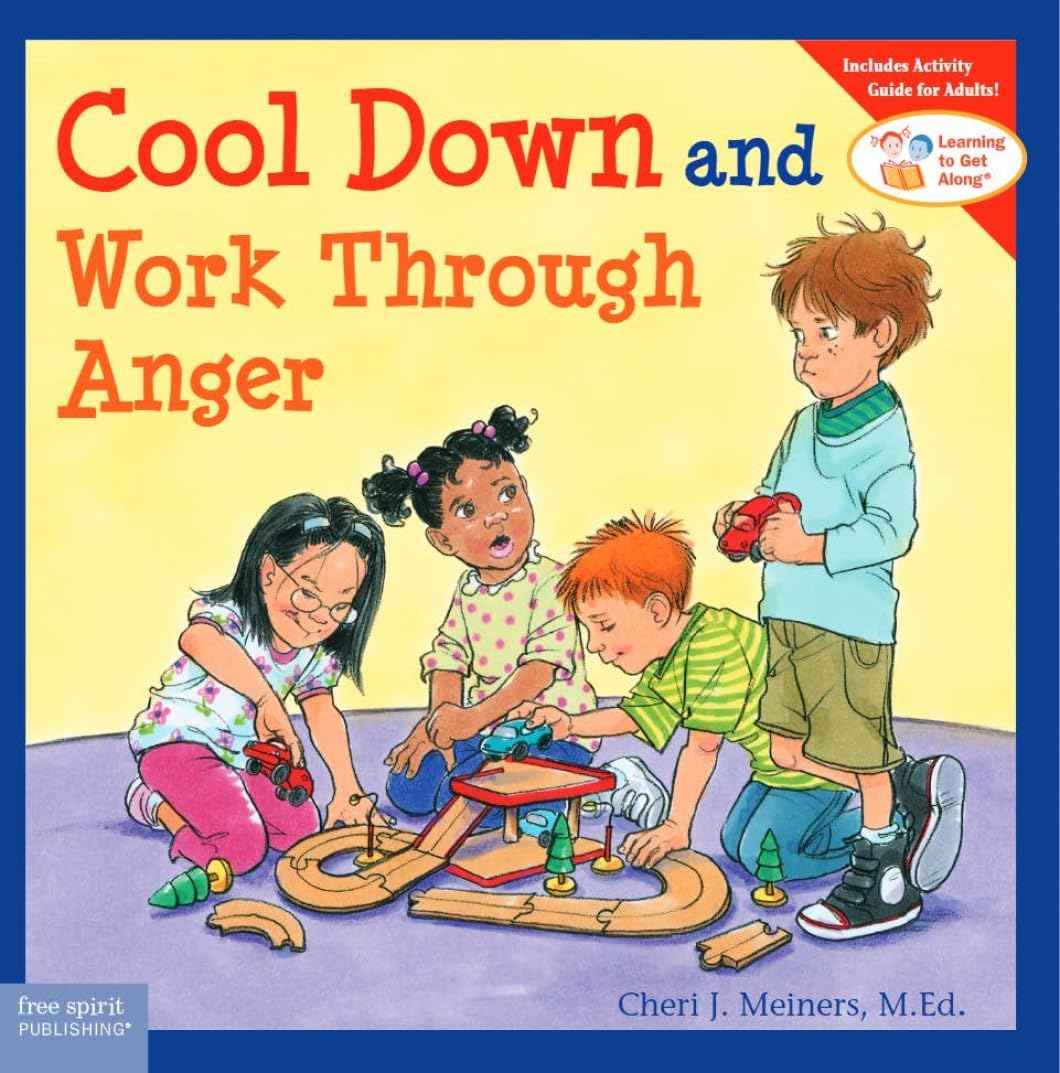 Includes Activity
Guide for Adults!
Learning
to Get
Along®
Cool Down and
Work Through
Anger
free spirit
PUBLISHING®
Cheri J. Meiners, M.Ed.